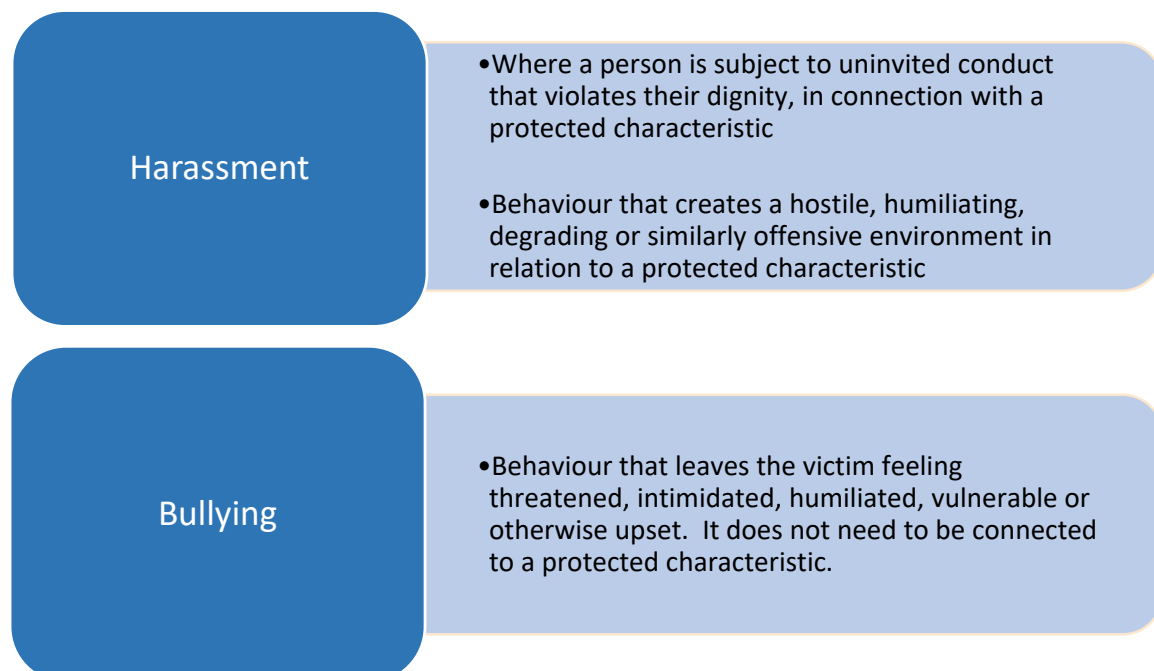 Harassment
•Where a person is subject to uninvited conduct
that violates their dignity, in connection with a
protected characteristic
•Behaviour that creates a hostile, humiliating,
degrading or similarly offensive environment in
relation to a protected characteristic
Bullying
•Behaviour that leaves the victim feeling
threatened, intimidated, humiliated, vulnerable or
otherwise upset.  It does not need to be connected
to a protected characteristic.